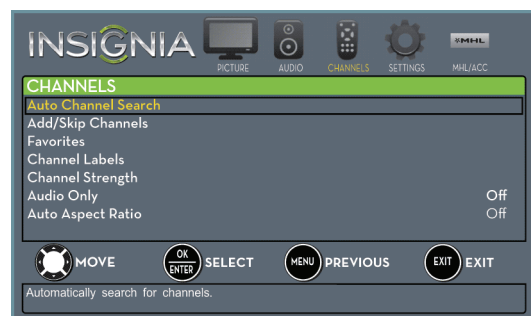 INSIGNIA
PICTURE AUDIO CHANNELS SETTINGS MHL/ACC
MHL
CHANNELS
Auto Channel Search
Add/Skip Channels
Favorites
Channel Labels
Channel Strength
Audio Only Off
Auto Aspect Ratio Off
MOVE OK ENTER SELECT MENU PREVIOUS EXIT EXIT
Automatically search for channels.